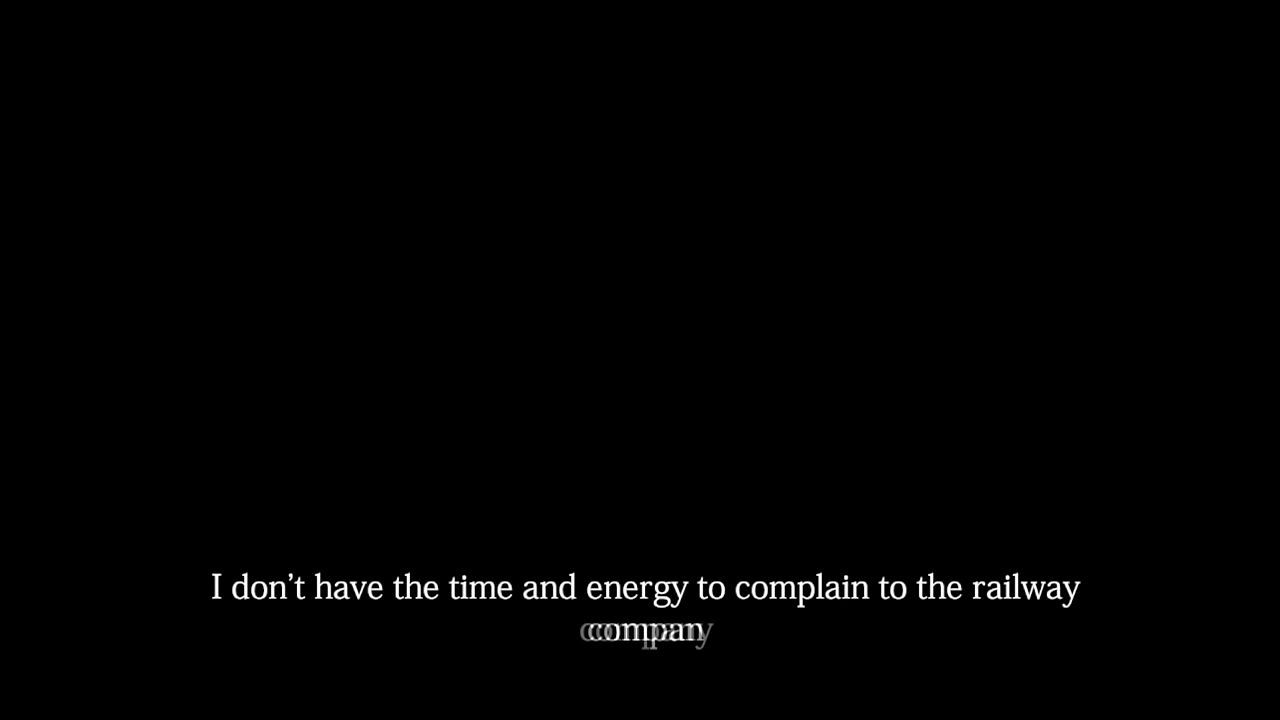 I don’t have the time and energy to complain to the railway
company